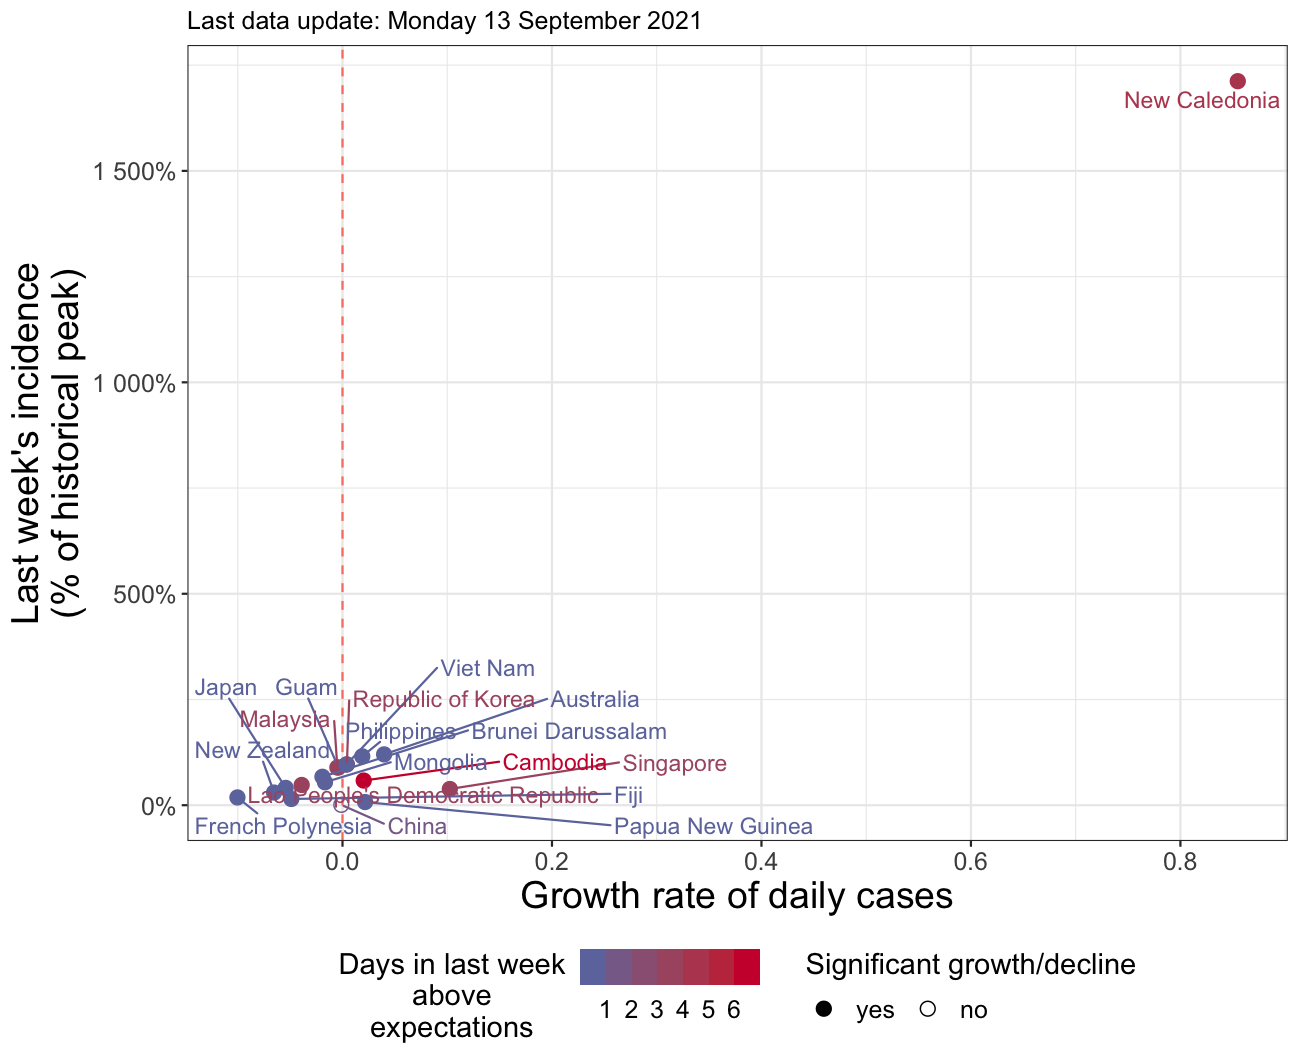 Last data update: Monday 13 September 2021
New Caledonia
1 500%
1 000%
500%
0%
Last week's incidence
(% of historical peak)
Viet Nam
Japan
Guam
Republic of Korea
Australia
Malaysia
Philippines
Brunei Darussalam
New Zealand
Mongolia
Cambodia
Singapore
Lao People's Democratic Republic
Fiji
French Polynesia
China
Papua New Guinea
0.0
0.2
0.4
0.6
0.8
Growth rate of daily cases
Days in last week
above
expectations
1 2 3 4 5 6
Significant growth/decline
yes
no